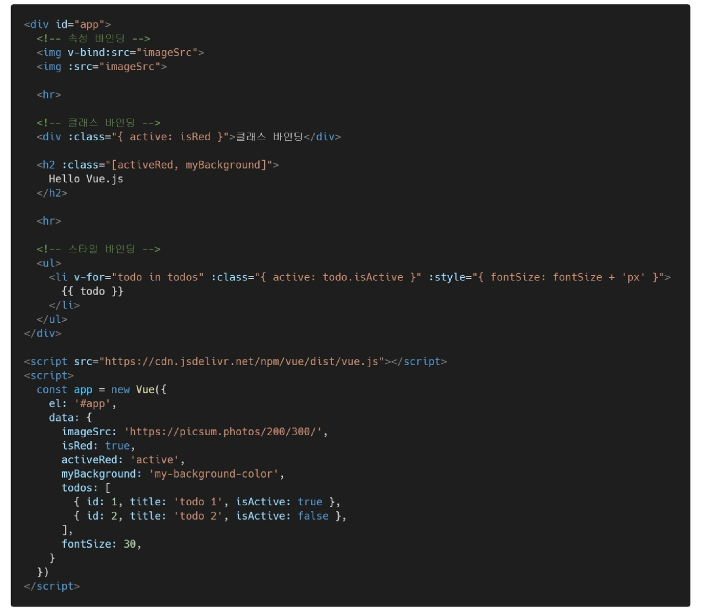 <div id="app">
<!-- 속성 바인딩 -->
<img v-bind:src="imageSrc">
<img :src="imageSrc">
<hr>
<!-- 클래스 바인딩 -->
<div :class="{ active: isRed }">클래스 바인딩</div>
<h2 :class="[activeRed, myBackground]">
Hello Vue.js
</h2>
<hr>
<!-- 스타일 바인딩 -->
<ul>
<li v-for="todo in todos" :class="{ active: todo.isActive }" :style="{ fontSize: fontSize + 'px' }">
{{ todo }}
</li>
</ul>
</div>
<script src="https://cdn.jsdelivr.net/npm/vue/dist/vue.js"></script>
<script>
const app = new Vue({
el: '#app',
data: {
imageSrc: 'https://picsum.photos/200/300/',
isRed: true,
activeRed: 'active',
myBackground: 'my-background-color',
todos: [
{ id: 1, title: 'todo 1', isActive: true },
{ id: 2, title: 'todo 2', isActive: false },
],
fontSize: 30,
}
})
</script>